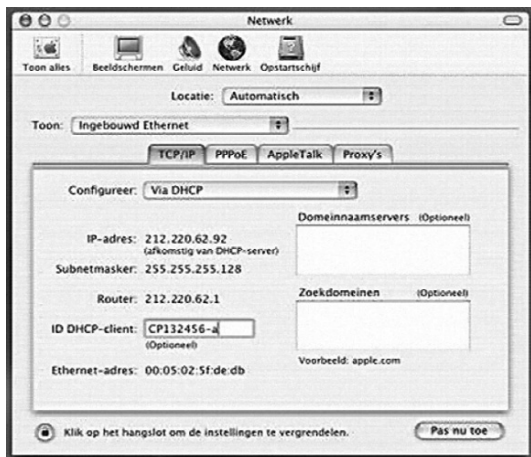 Netwerk
Toon alles Beeldschermen Geluid Netwerk Opstartschijf
Locatie: Automatisch
Toon: Ingebouwd Ethernet
TCP/IP PPPoE AppleTalk Proxy's
Configureer: Via DHCP
Domeinnaamservers (Optioneel)
IP-adres: 212.220.62.92
(afkomstig van DHCP-server)
Subnetmasker: 255.255.255.128
Router: 212.220.62.1
Zoekdomeinen (Optioneel)
ID DHCP-client: CP132456-a
(Optioneel)
Voorbeeld: apple.com
Ethernet-adres: 00:05:02:5f:de:db
Klik op het hangslot om de instellingen te vergrendelen. Pas nu toe